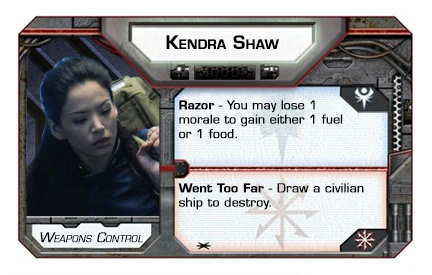 KENDRA SHAW
Razor - You may lose 1
morale to gain either 1 fuel
or 1 food.
Went Too Far - Draw a civilian
ship to destroy.
WEAPONS CONTROL